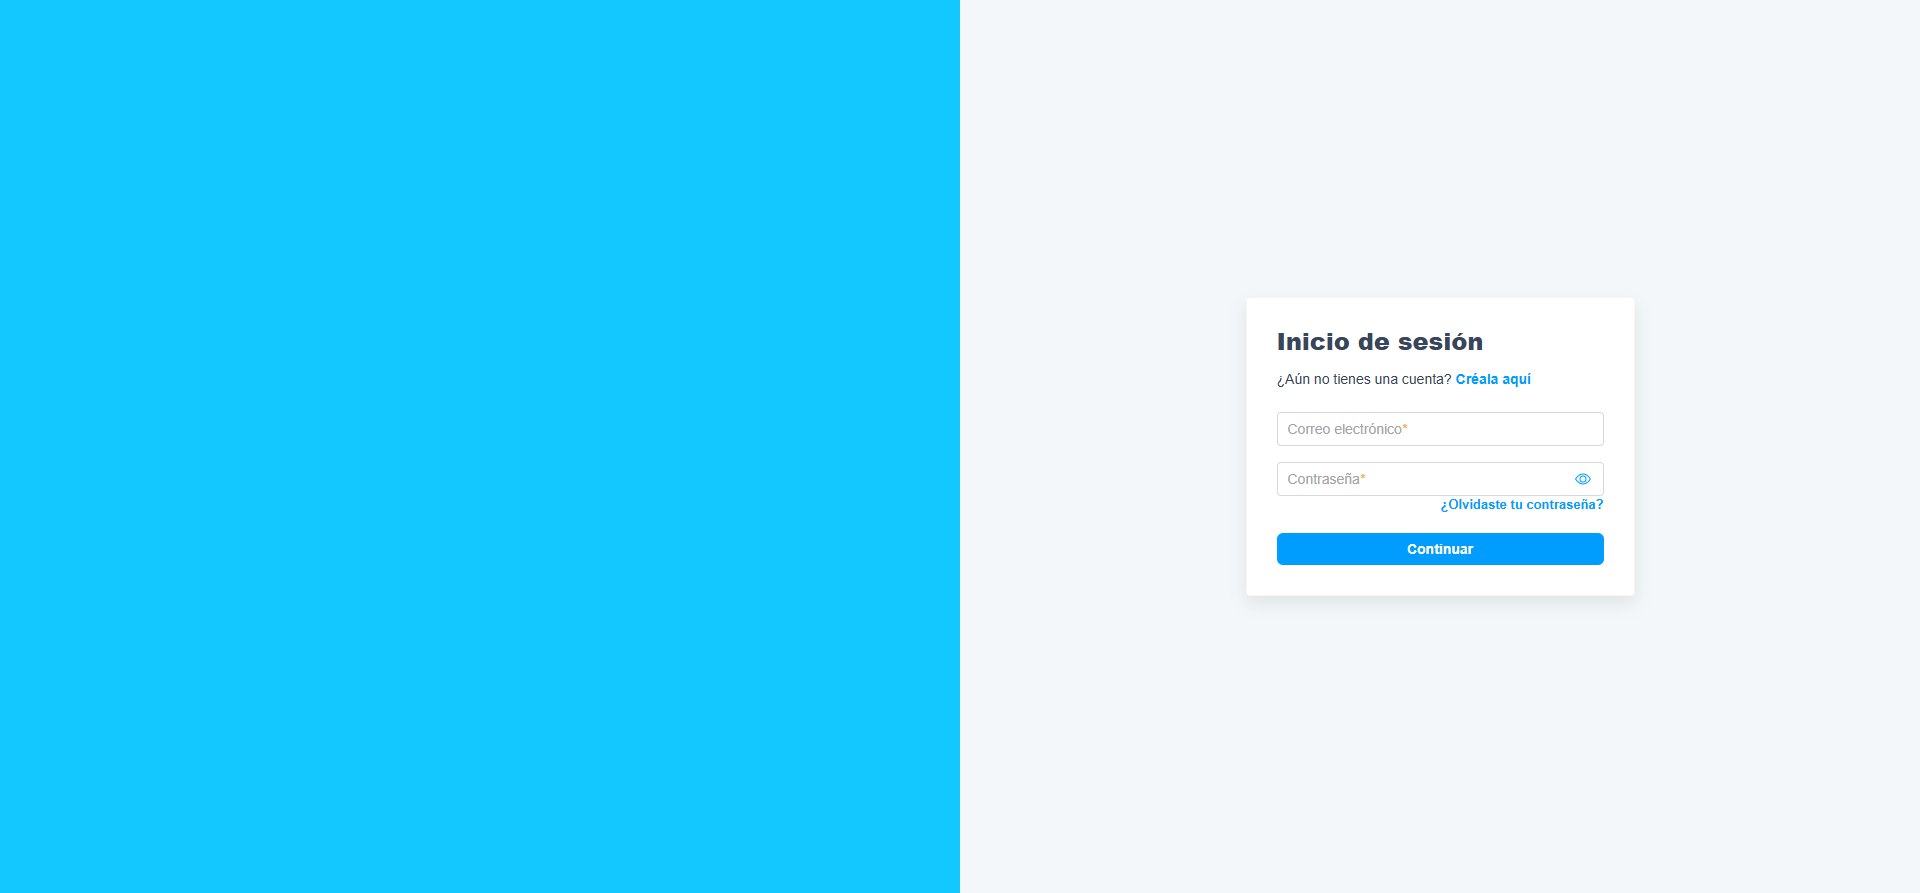 Inicio de sesión
¿Aún no tienes una cuenta? Créala aquí
Correo electrónico*
Contraseña*
¿Olvidaste tu contraseña?
Continuar